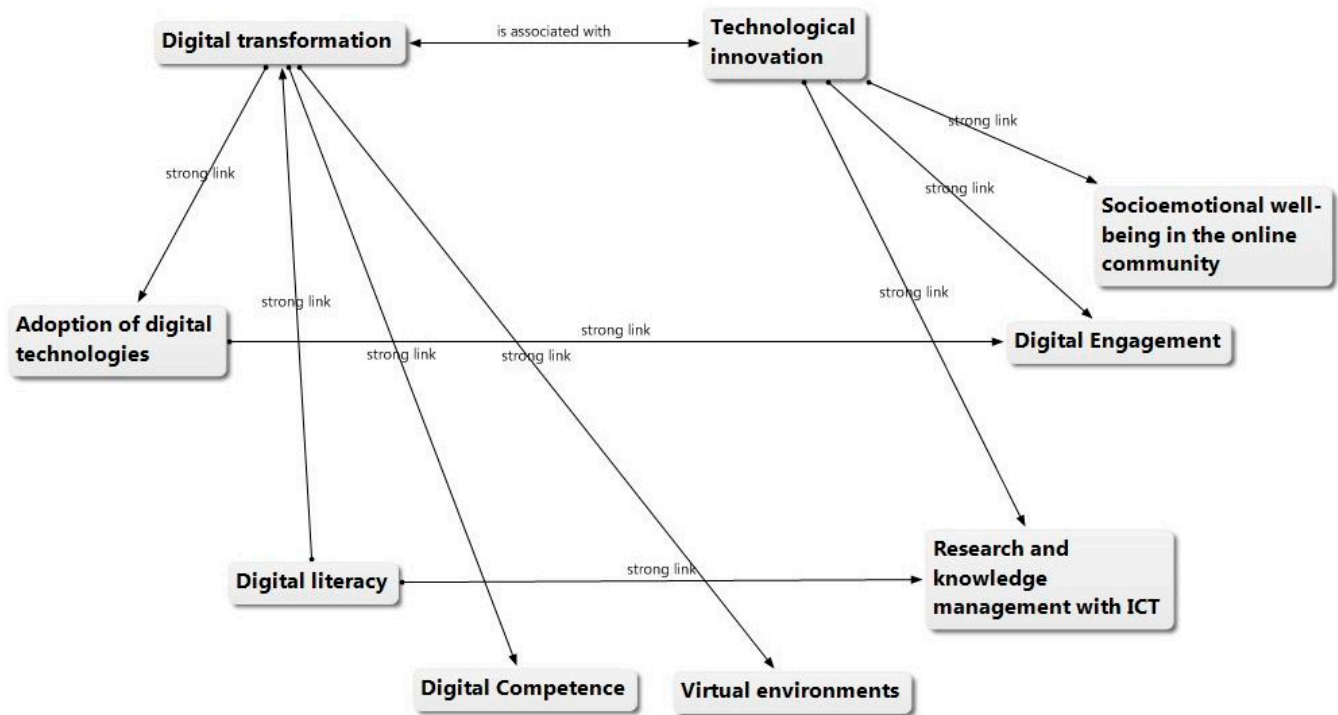 Digital transformation
is associated with
Technological
innovation
strong link
strong link
strong link
Socioemotional well-
being in the online
community
strong link
strong link
Adoption of digital
technologies
strong link
strong link
strong link
Digital Engagement
Digital literacy
strong link
Research and
knowledge
management with ICT
Digital Competence
Virtual environments